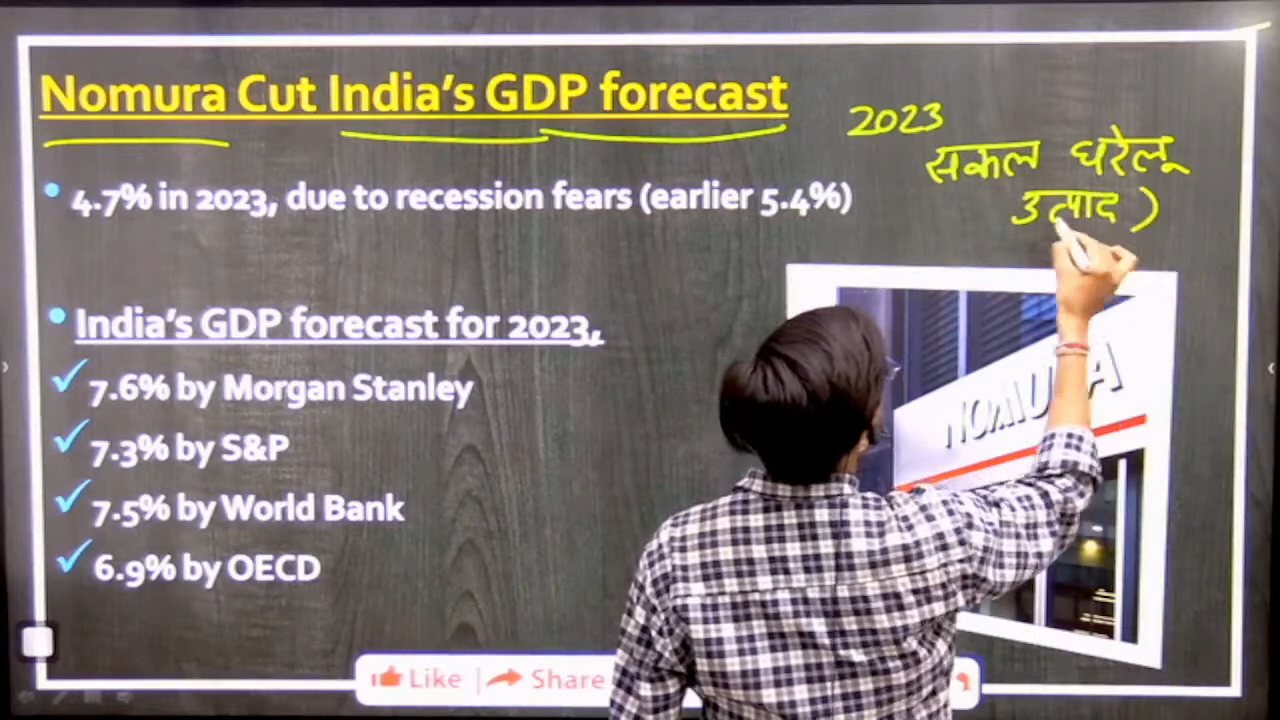 Nomura Cut India's GDP forecast
2023
सकल घरेलू
उत्पाद )
4.7% in 2023, due to recession fears (earlier 5.4%)
India's GDP forecast for 2023,
7.6% by Morgan Stanley
7.3% by S&P
7.5% by World Bank
6.9% by OECD
Like | Share